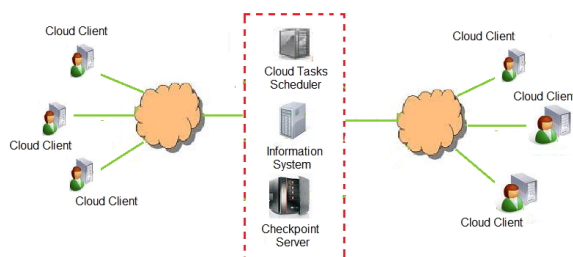 Cloud Client
Cloud Client
Cloud Client
Cloud Tasks
Scheduler
Information
System
Checkpoint
Server
Cloud Client
Cloud Client
Cloud Client